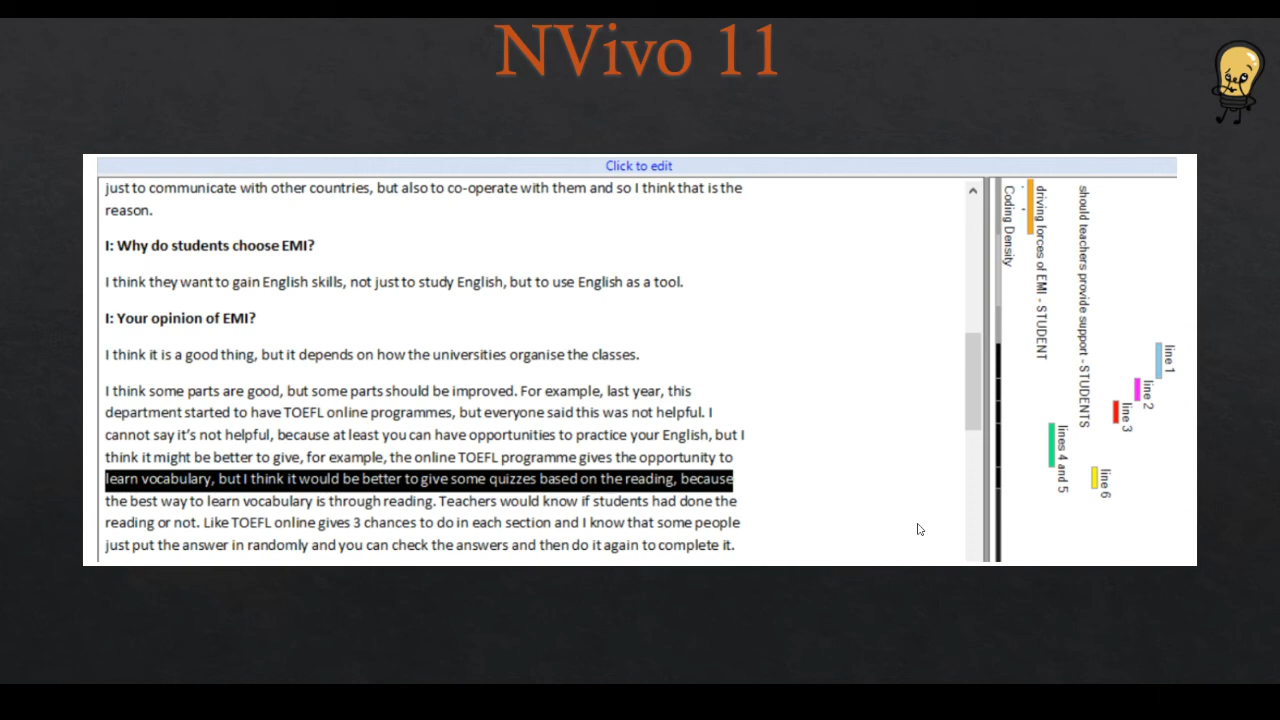 NVivo 11
Click to edit
just to communicate with other countries, but also to co-operate with them and so I think that is the
reason.
I: Why do students choose EMI?
I think they want to gain English skills, not just to study English, but to use English as a tool.
I: Your opinion of EMI?
I think it is a good thing, but it depends on how the universities organise the classes.
I think some parts are good, but some parts should be improved. For example, last year, this
department started to have TOEFL online programmes, but everyone said this was not helpful. I
cannot say it’s not helpful, because at least you can have opportunities to practice your English, but I
think it might be better to give, for example, the online TOEFL programme gives the opportunity to
learn vocabulary, but I think it would be better to give some quizzes based on the reading, because
the best way to learn vocabulary is through reading. Teachers would know if students had done the
reading or not. Like TOEFL online gives 3 chances to do in each section and I know that some people
just put the answer in randomly and you can check the answers and then do it again to complete it.
Coding Density
driving forces of EMI - STUDENT
lines 4 and 5
should teachers provide support - STUDENTS
line 6
line 3
line 2
line 1